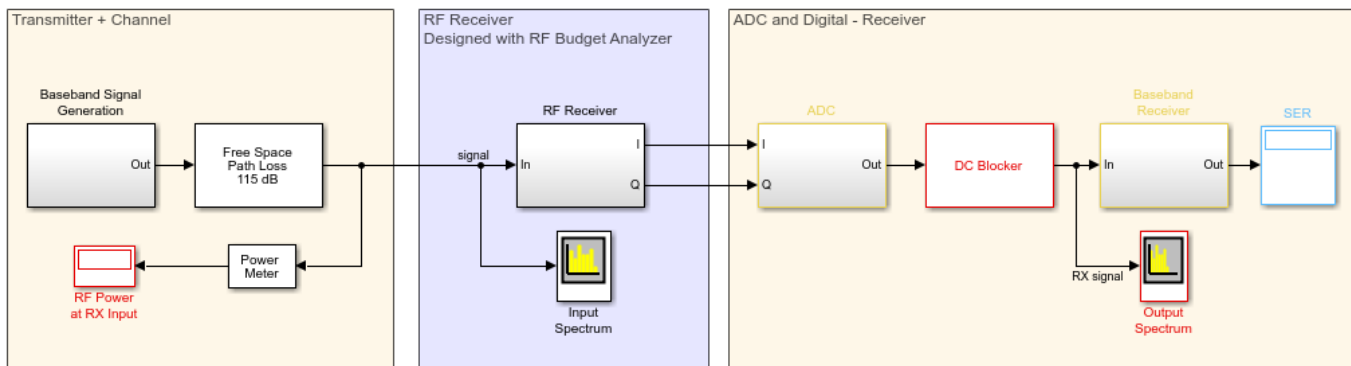 Transmitter + Channel
Baseband Signal
Generation
Out
Free Space
Path Loss
115 dB
Power
Meter
RF Power
at RX Input
RF Receiver
Designed with RF Budget Analyzer
signal
RF Receiver
In
I
Q
Input
Spectrum
ADC and Digital - Receiver
ADC
I
Q
Out
DC Blocker
RX signal
Baseband
Receiver
In
Out
SER
Output
Spectrum